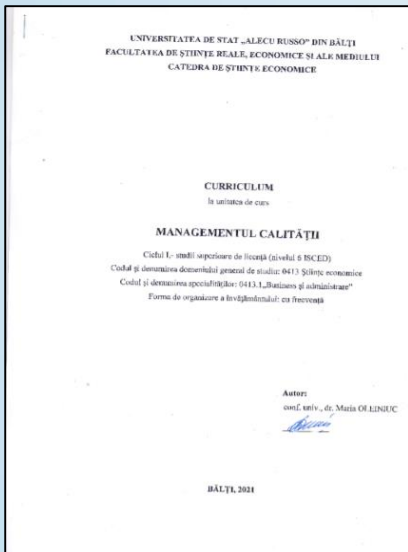 UNIVERSITATEA DE STAT „ALECU RUSSO” DIN BĂLȚI
FACULTATEA DE ȘTIINȚE REALE, ECONOMICE ȘI ALE MEDIULUI
CATEDRA DE ȘTIINȚE ECONOMICE
CURRICULUM
la unitatea de curs
MANAGEMENTUL CALITĂȚII
Ciclul I,- studii superioare de licență (nivelul 6 ISCED)
Codul și denumirea domeniului general de studiu: 0413 Științe economice
Codul și denumirea specialităților: 0413.1„Business și administrare”
Forma de organizare a învățământului: cu frecvență
Autor:
conf. univ., dr. Maria OLEINIUC
BĂLȚI, 2021